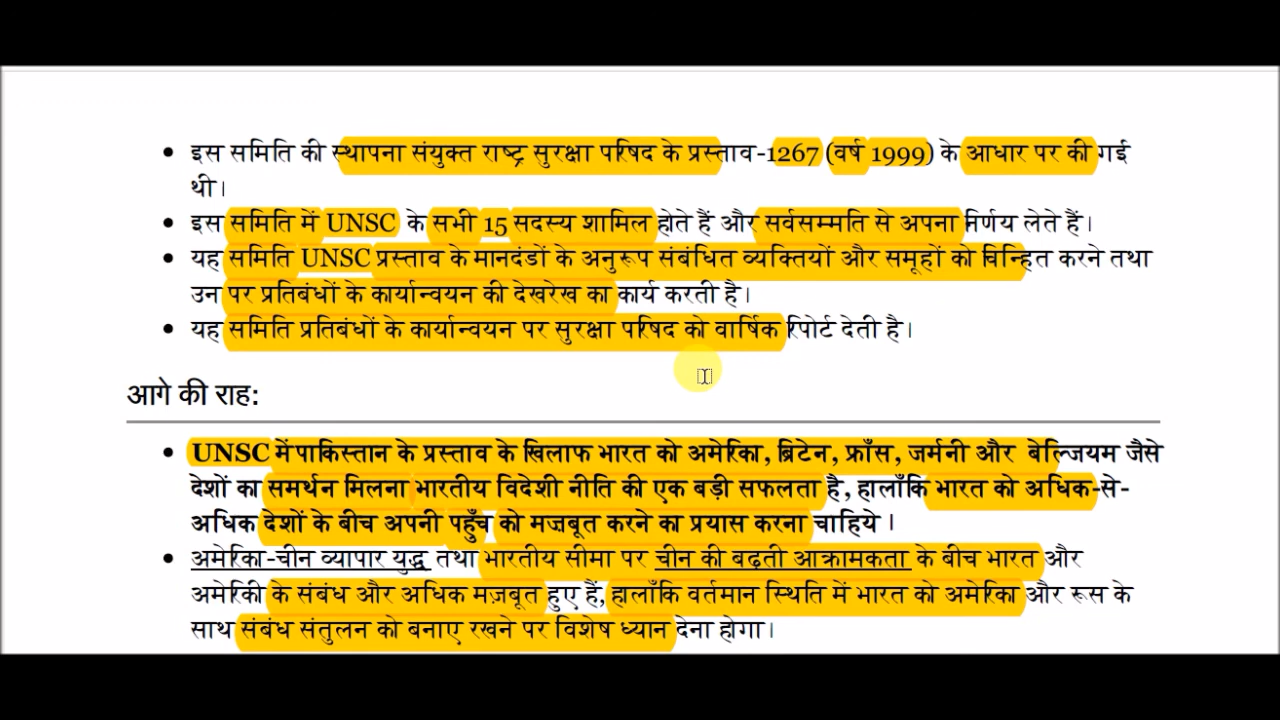 इस समिति की स्थापना संयुक्त राष्ट्र सुरक्षा परिषद के प्रस्ताव-1267 (वर्ष 1999) के आधार पर की गई
थी।
इस समिति में UNSC के सभी 15 सदस्य शामिल होते हैं और सर्वसम्मति से अपना निर्णय लेते हैं।
यह समिति UNSC प्रस्ताव के मानदंडों के अनुरूप संबंधित व्यक्तियों और समूहों को चिन्हित करने तथा
उन पर प्रतिबंधों के कार्यान्वयन की देखरेख का कार्य करती है।
यह समिति प्रतिबंधों के कार्यान्वयन पर सुरक्षा परिषद को वार्षिक रिपोर्ट देती है।
आगे की राह:
UNSC में पाकिस्तान के प्रस्ताव के खिलाफ भारत को अमेरिका, ब्रिटेन, फ्राँस, जर्मनी और बेल्जियम जैसे
देशों का समर्थन मिलना भारतीय विदेशी नीति की एक बड़ी सफलता है, हालाँकि भारत को अधिक-से-
अधिक देशों के बीच अपनी पहुँच को मज़बूत करने का प्रयास करना चाहिये ।
अमेरिका-चीन व्यापार युद्ध तथा भारतीय सीमा पर चीन की बढ़ती आक्रामकता के बीच भारत और
अमेरिकी के संबंध और अधिक मज़बूत हुए हैं, हालाँकि वर्तमान स्थिति में भारत को अमेरिका और रूस के
साथ संबंध संतुलन को बनाए रखने पर विशेष ध्यान देना होगा।